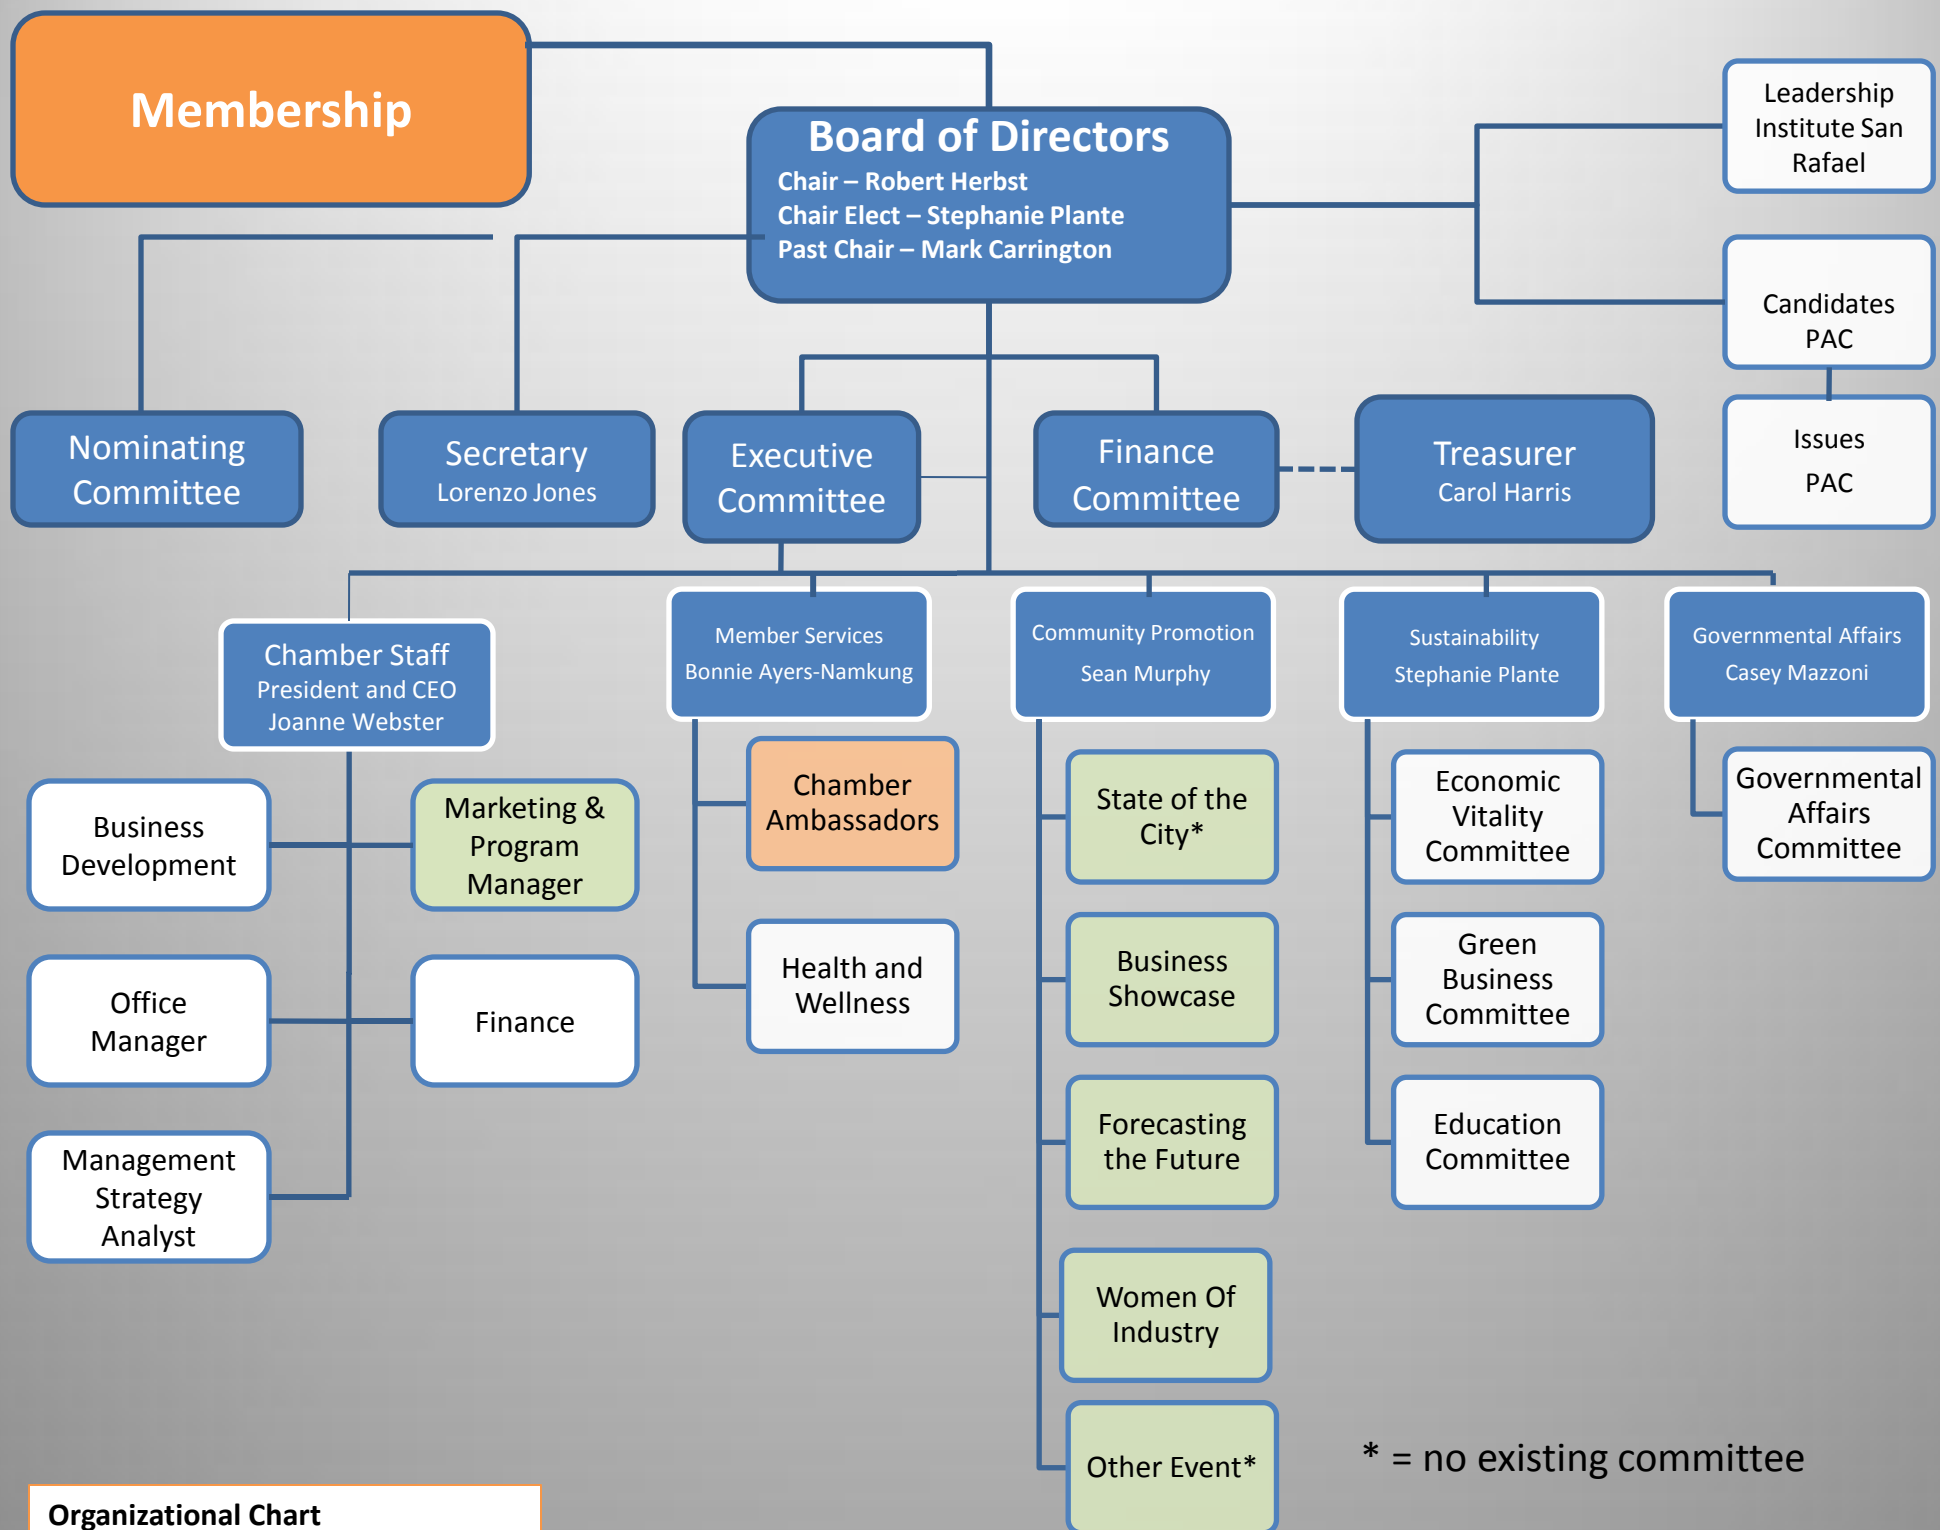 Membership
Board of Directors
Chair – Robert Herbst
Chair Elect – Stephanie Plante
Past Chair – Mark Carrington
Leadership
Institute San
Rafael
Candidates
PAC
Issues
PAC
Nominating
Committee
Secretary
Lorenzo Jones
Executive
Committee
Finance
Committee
Treasurer
Carol Harris
Chamber Staff
President and CEO
Joanne Webster
Member Services
Bonnie Ayers-Namkung
Community Promotion
Sean Murphy
Sustainability
Stephanie Plante
Governmental Affairs
Casey Mazzoni
Business
Development
Marketing &
Program
Manager
Office
Manager
Finance
Management
Strategy
Analyst
Chamber
Ambassadors
Health and
Wellness
State of the
City*
Business
Showcase
Forecasting
the Future
Women Of
Industry
Other Event*
Economic
Vitality
Committee
Green
Business
Committee
Education
Committee
Governmental
Affairs
Committee
* = no existing committee
Organizational Chart